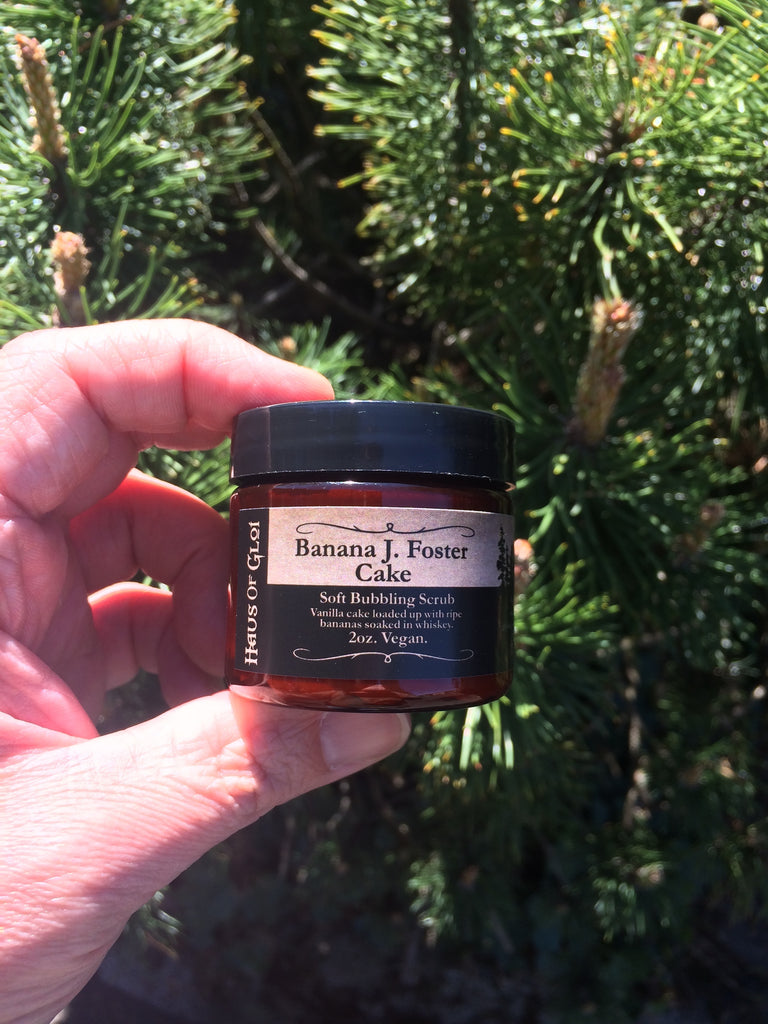 Haus of Gloi
Banana J. Foster
Cake
Soft Bubbling Scrub
Vanilla cake loaded up with ripe
bananas soaked in whiskey.
2oz. Vegan.